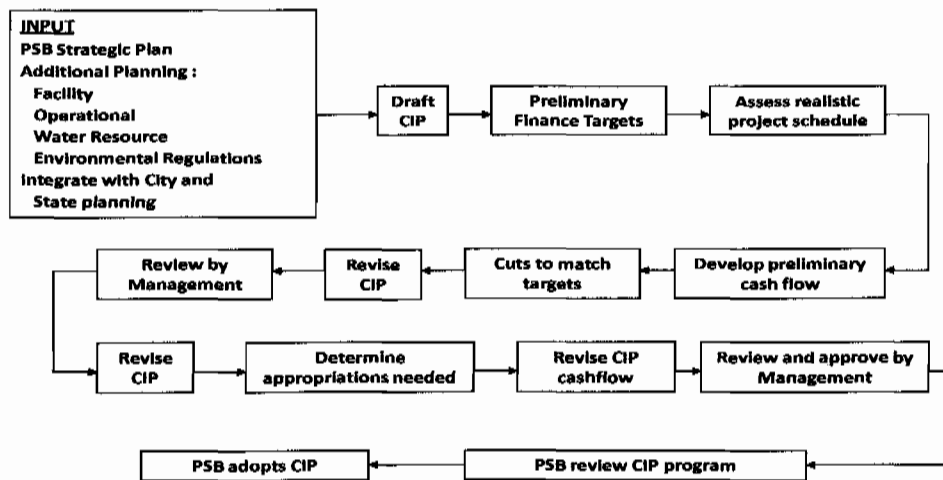 INPUT
PSB Strategic Plan
Additional Planning :
Facility
Operational
Water Resource
Environmental Regulations
Integrate with City and
State planning
Draft
CIP
Preliminary
Finance Targets
Assess realistic
project schedule
Develop preliminary
cash flow
Cuts to match
targets
Revise
CIP
Review by
Management
Revise
CIP
Determine
appropriations needed
Revise CIP
cashflow
Review and approve by
Management
PSB review CIP program
PSB adopts CIP